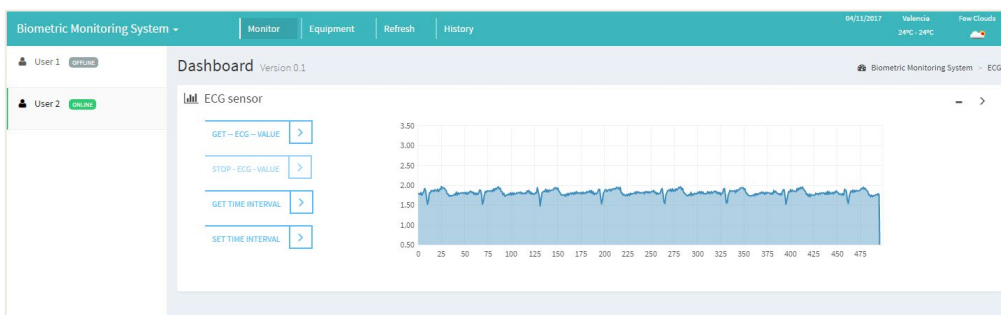 Biometric Monitoring System
Monitor Equipment Refresh History
04/11/2017 Valencia Few Clouds
24ºC - 24ºC
User 1 OFFLINE
User 2 ONLINE
Dashboard Version 0.1
Biometric Monitoring System > ECG
ECG sensor
GET -- ECG -- VALUE >
STOP - ECG - VALUE >
GET TIME INTERVAL >
SET TIME INTERVAL >
3.50
3.00
2.50
2.00
1.50
1.00
0.50
0 25 50 75 100 125 150 175 200 225 250 275 300 325 350 375 400 425 450 475